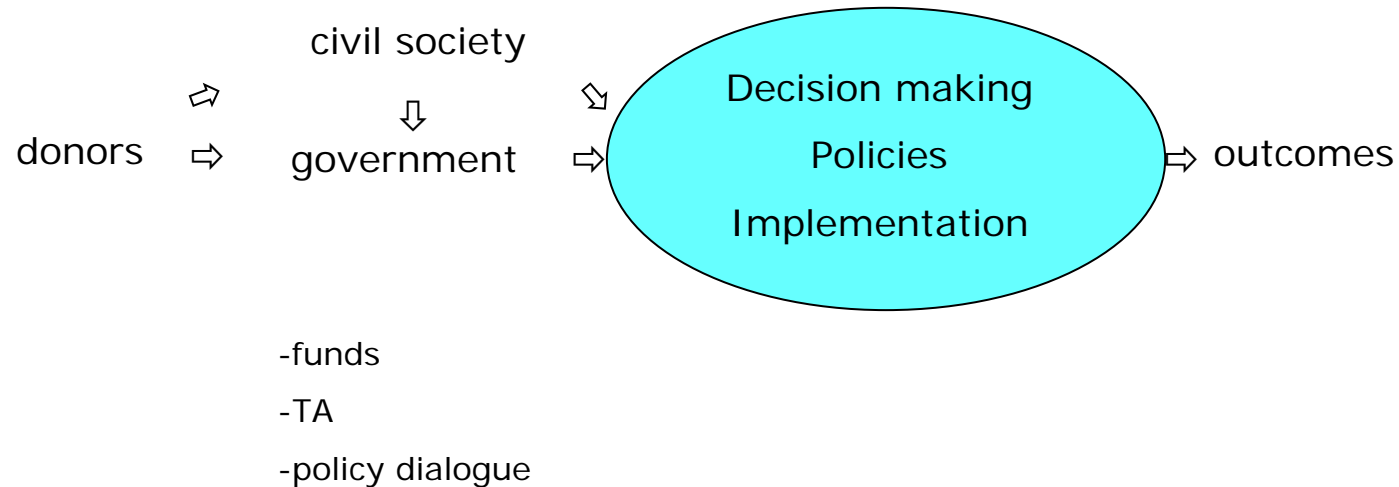 civil society
donors
government
Decision making
Policies
Implementation
outcomes
-funds
-TA
-policy dialogue